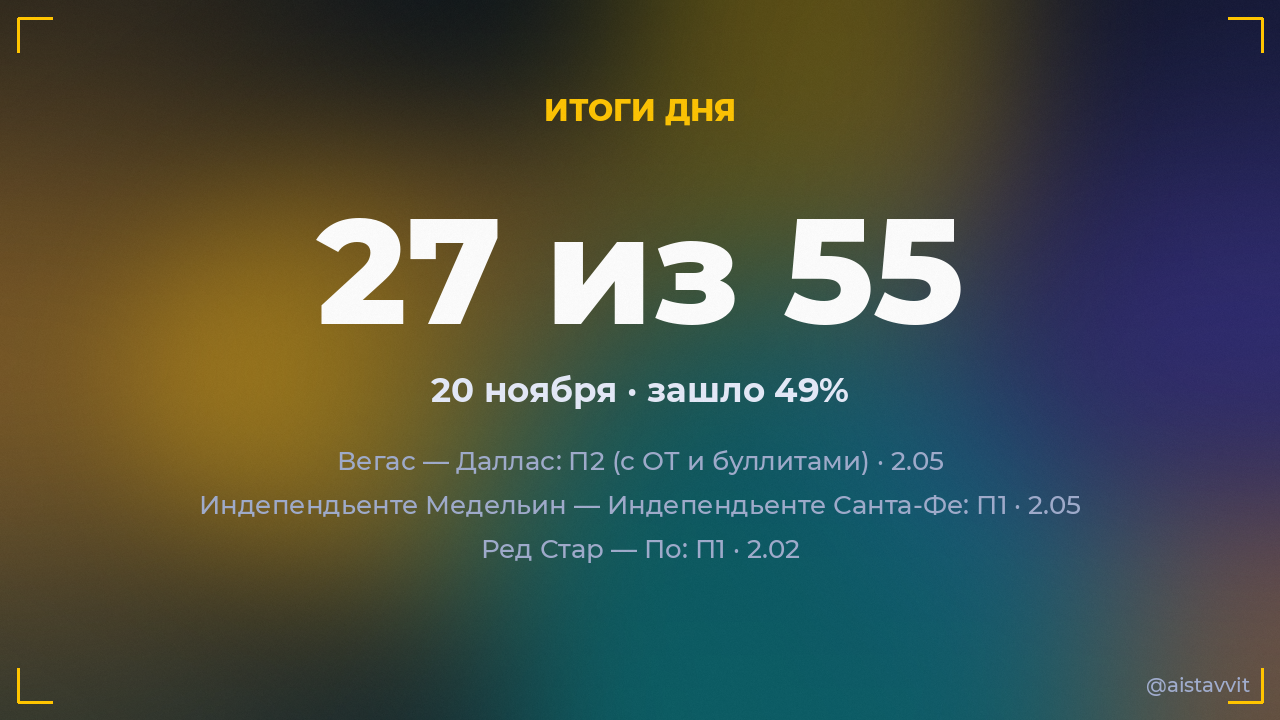 ИТОГИ ДНЯ
27 из 55
20 ноября · зашло 49%
Вегас — Даллас: П2 (с ОТ и буллитами) · 2.05
Индепендьенте Медельин — Индепендьенте Санта-Фе: П1 · 2.05
Ред Стар — По: П1 · 2.02
@aistavvit